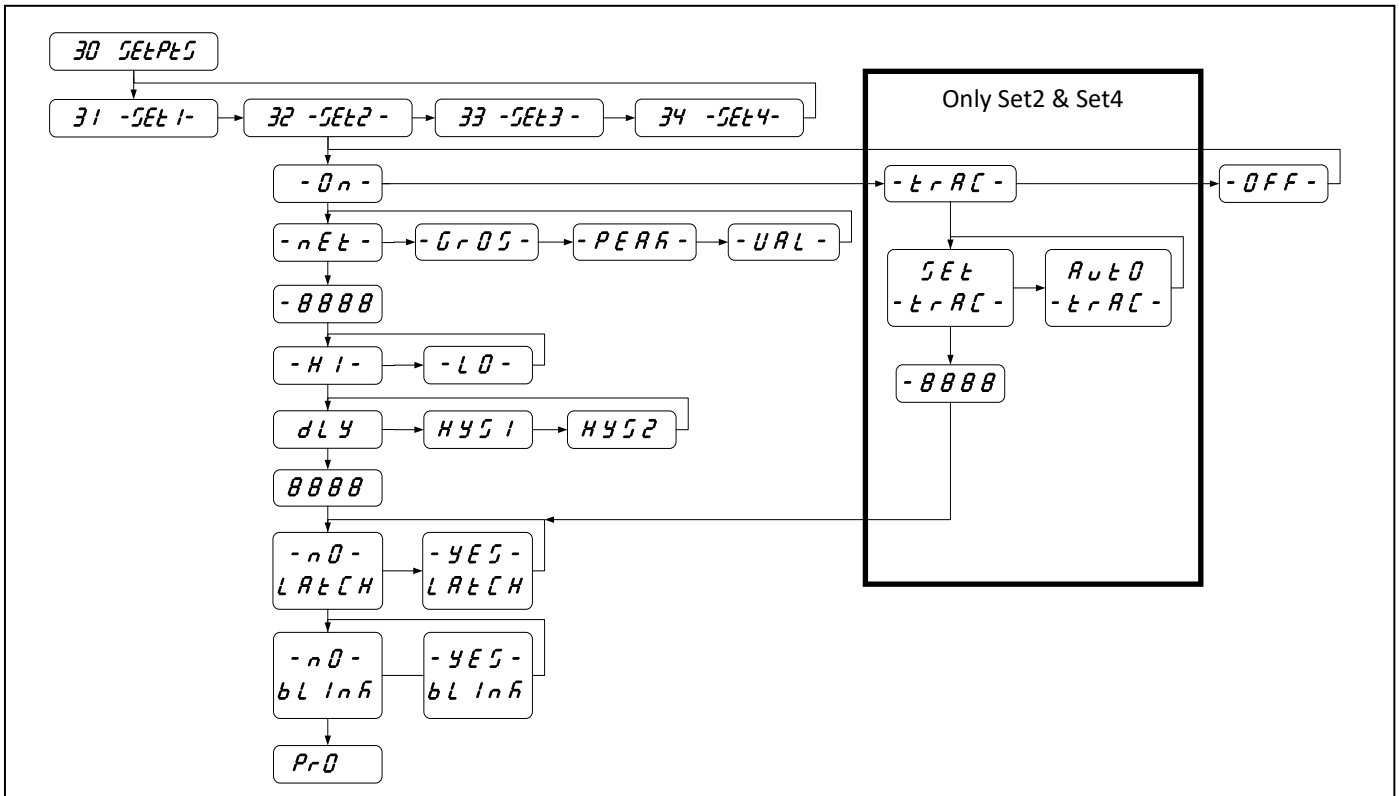 30 SEtPtS
31 -SEt1- 32 -SEt2- 33 -SEt3- 34 -SEt4-
Only Set2 & Set4
-On- -trAC- -OFF-
-nEt- -GrOS- -PEAK- -VAL-
SEt
-trAC-
AutO
-trAC-
-8888
-HI- -LO-
-8888
dLY HYS1 HYS2
8888
-nO-
LAtCH
-YES-
LAtCH
-nO-
bLInK
-YES-
bLInK
PrO